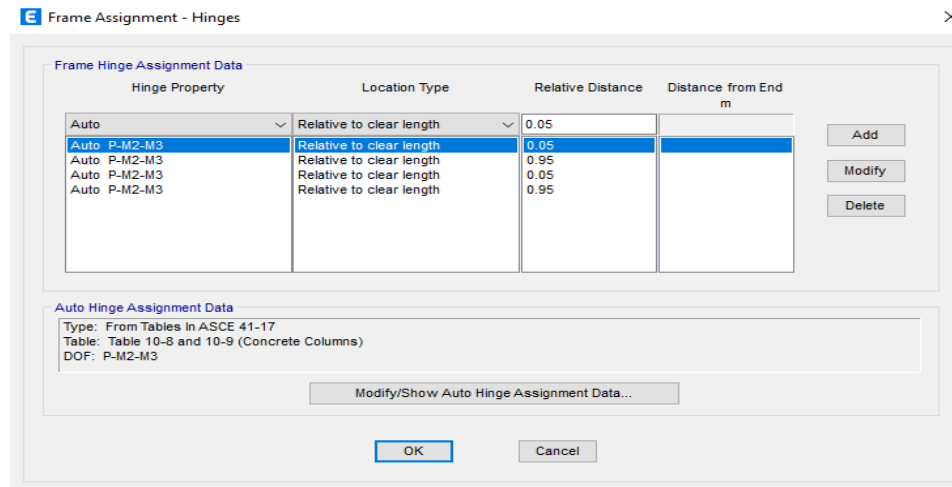 E Frame Assignment - Hinges
Frame Hinge Assignment Data
Hinge Property Location Type Relative Distance Distance from End
m
Auto Relative to clear length 0.05
Add
Auto P-M2-M3 Relative to clear length 0.05
Auto P-M2-M3 Relative to clear length 0.95
Modify
Auto P-M2-M3 Relative to clear length 0.05
Auto P-M2-M3 Relative to clear length 0.95
Delete
Auto Hinge Assignment Data
Type: From Tables In ASCE 41-17
Table: Table 10-8 and 10-9 (Concrete Columns)
DOF: P-M2-M3
Modify/Show Auto Hinge Assignment Data...
OK Cancel